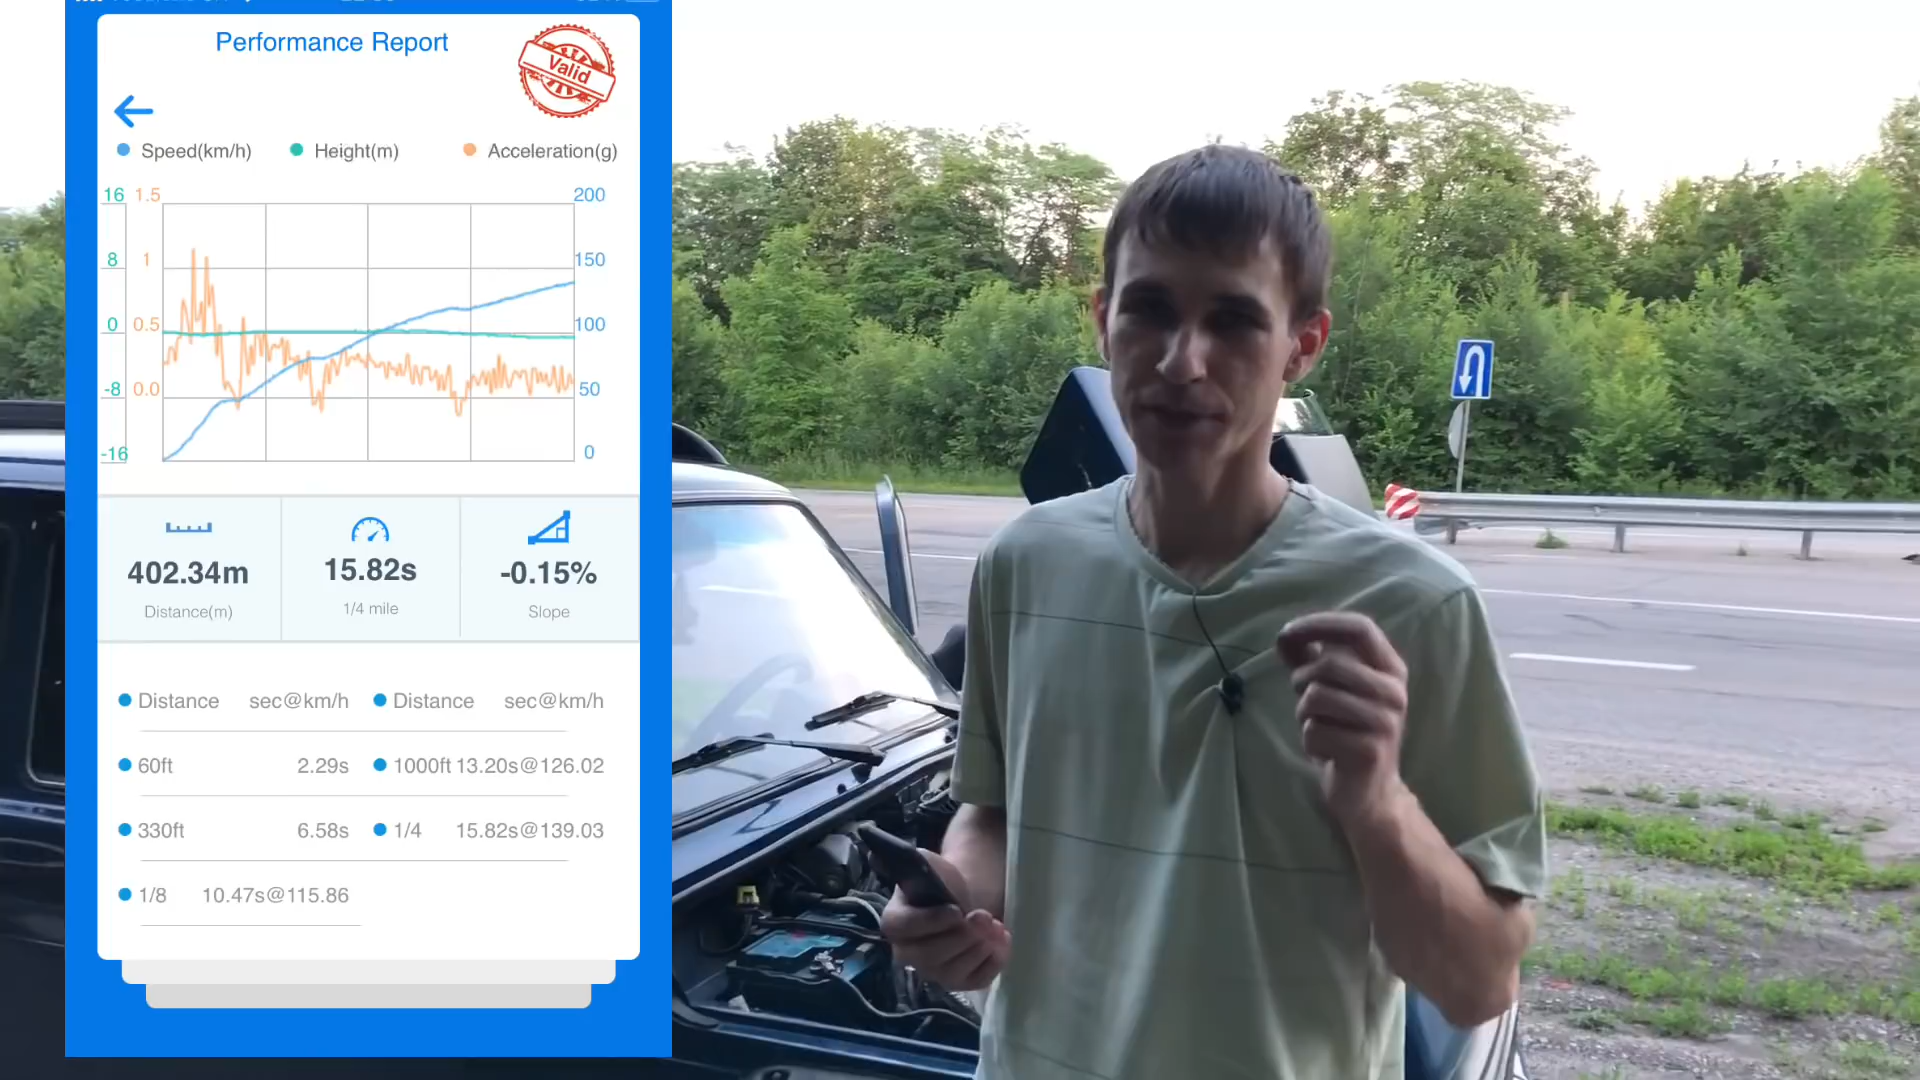 Performance Report
Valid
Speed(km/h) Height(m) Acceleration(g)
16 1.5 200
8 1 150
0 0.5 100
-8 0.0 50
-16 0
402.34m 15.82s -0.15%
Distance(m) 1/4 mile Slope
Distance sec@km/h Distance sec@km/h
60ft 2.29s 1000ft 13.20s@126.02
330ft 6.58s 1/4 15.82s@139.03
1/8 10.47s@115.86